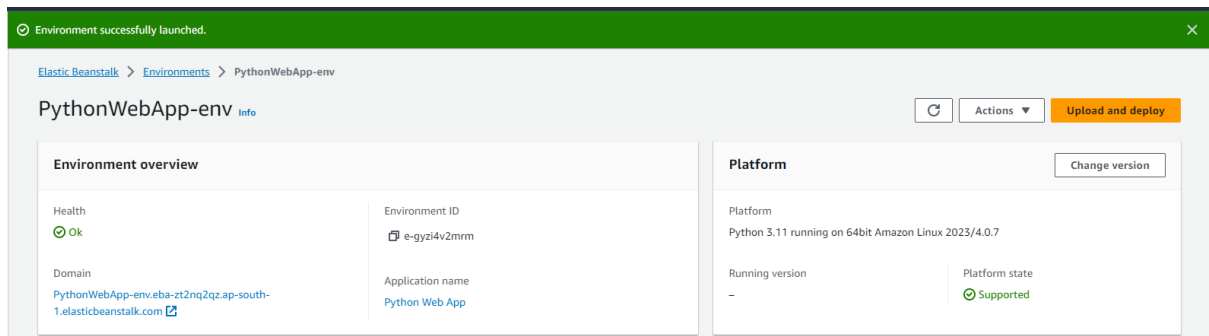 Environment successfully launched.
Elastic Beanstalk > Environments > PythonWebApp-env
PythonWebApp-env Info
Actions
Upload and deploy
Environment overview
Health
Ok
Domain
PythonWebApp-env.eba-zt2nq2qz.ap-south-
1.elasticbeanstalk.com
Environment ID
e-gyzi4v2mrm
Application name
Python Web App
Platform
Change version
Platform
Python 3.11 running on 64bit Amazon Linux 2023/4.0.7
Running version
–
Platform state
Supported